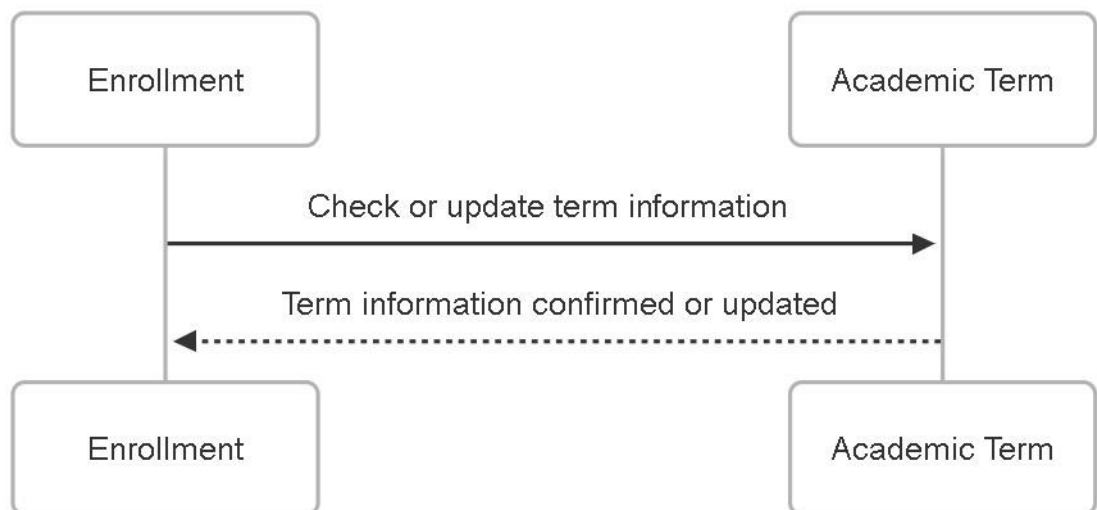 Enrollment
Academic Term
Check or update term information
Term information confirmed or updated
Enrollment
Academic Term